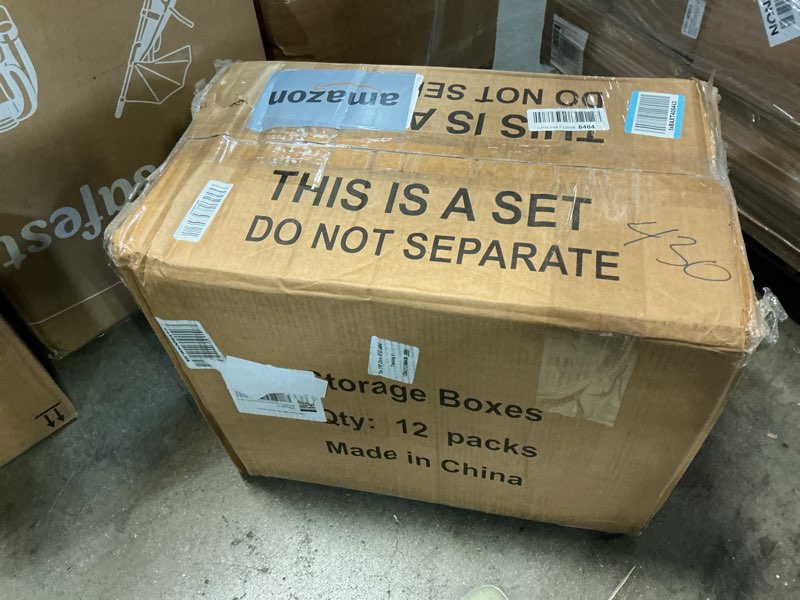 amazon
THIS IS A
DO NOT SE
6404
THIS IS A SET
DO NOT SEPARATE
430
Storage Boxes
Qty: 12 packs
Made in China
safest